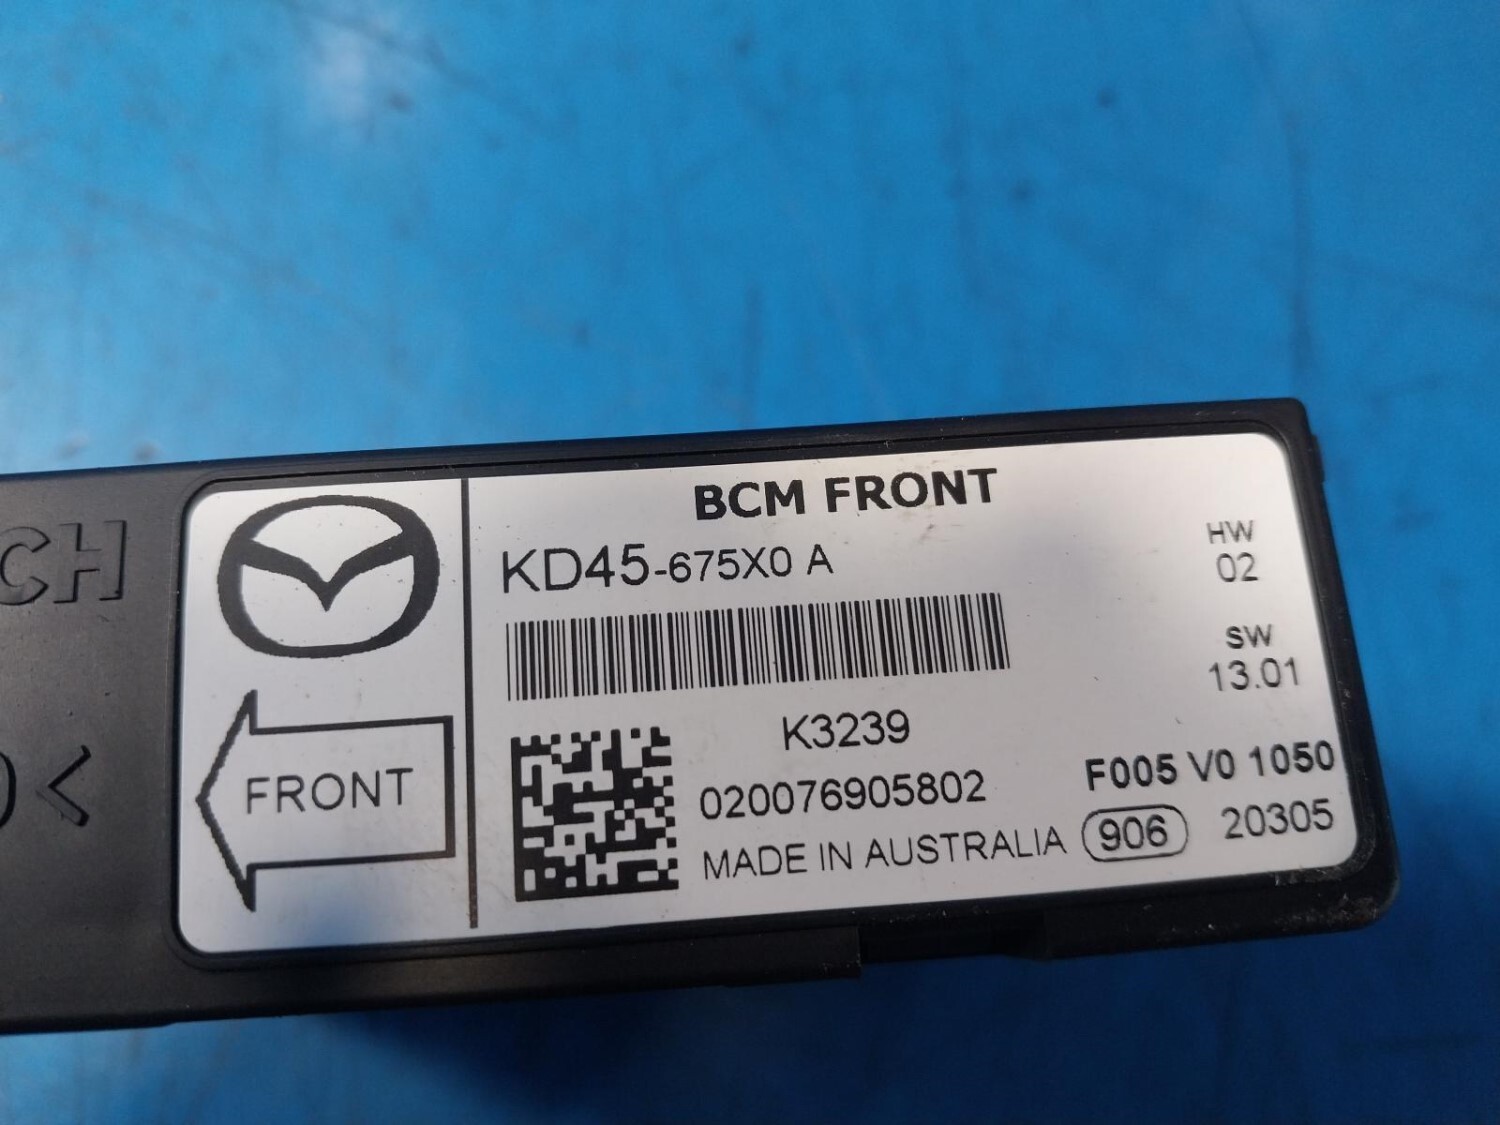 BCM FRONT
KD45-675X0 A
HW
02
SW
13.01
K3239
020076905802
F005 V0 1050
MADE IN AUSTRALIA 906 20305
FRONT
CH